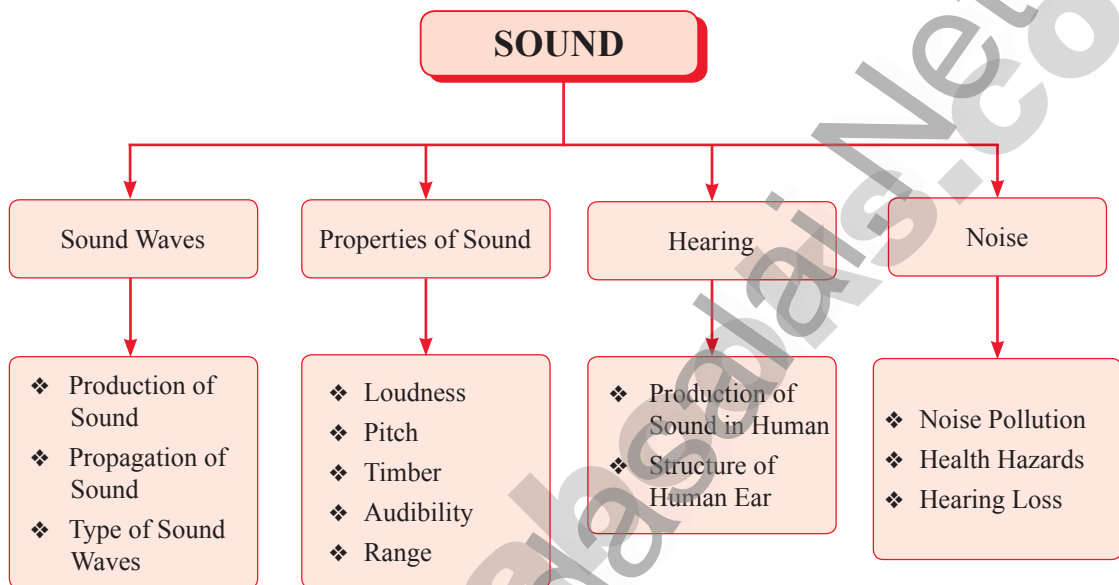 SOUND
Sound Waves
Properties of Sound
Hearing
Noise
❖ Production of
Sound
❖ Propagation of
Sound
❖ Type of Sound
Waves
❖ Loudness
❖ Pitch
❖ Timber
❖ Audibility
❖ Range
❖ Production of
Sound in Human
❖ Structure of
Human Ear
❖ Noise Pollution
❖ Health Hazards
❖ Hearing Loss